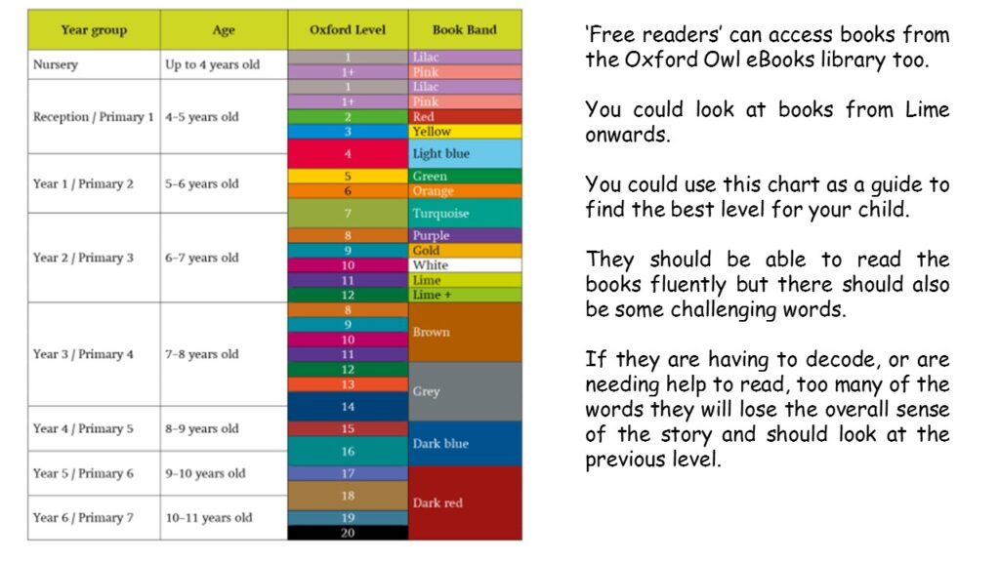 Year group Age Oxford Level Book Band
Nursery Up to 4 years old 1 Lilac
1+ Pink
Reception / Primary 1 4–5 years old 1 Lilac
1+ Pink
2 Red
3 Yellow
4 Light blue
Year 1 / Primary 2 5–6 years old 5 Green
6 Orange
7 Turquoise
Year 2 / Primary 3 6–7 years old 8 Purple
9 Gold
10 White
11 Lime
12 Lime +
Year 3 / Primary 4 7–8 years old 8 Brown
9
10
11
12 Grey
13
14
Year 4 / Primary 5 8–9 years old 15 Dark blue
16
Year 5 / Primary 6 9–10 years old 17 Dark red
18
Year 6 / Primary 7 10–11 years old 19
20
‘Free readers’ can access books from
the Oxford Owl eBooks library too.
You could look at books from Lime
onwards.
You could use this chart as a guide to
find the best level for your child.
They should be able to read the
books fluently but there should also
be some challenging words.
If they are having to decode, or are
needing help to read, too many of the
words they will lose the overall sense
of the story and should look at the
previous level.